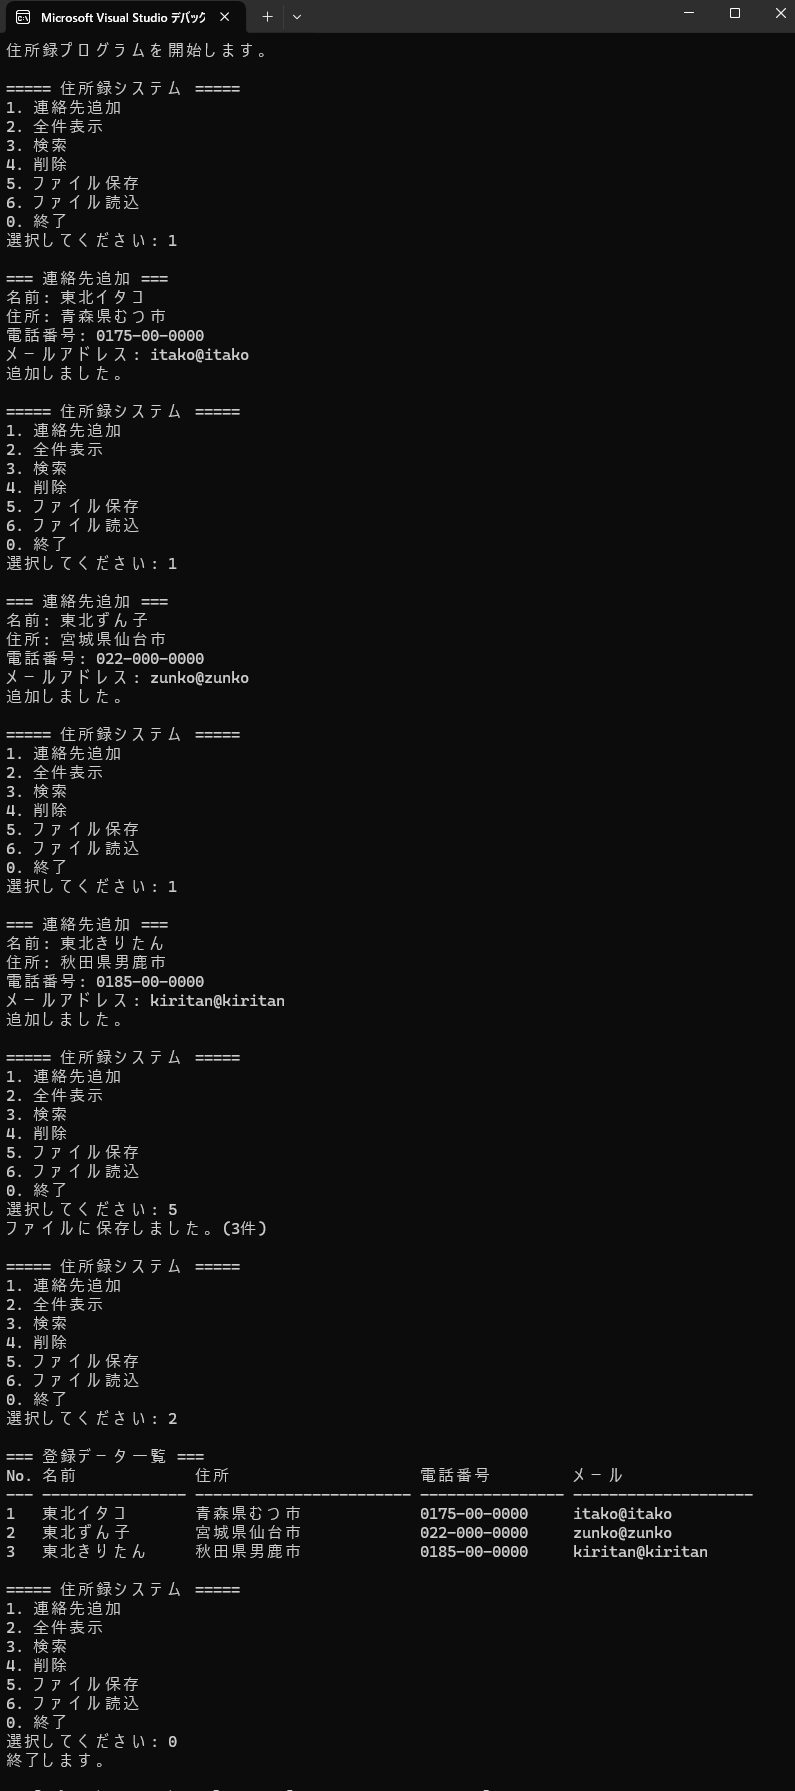 Microsoft Visual Studio デバック
住所録プログラムを開始します。
===== 住所録システム =====
1. 連絡先追加
2. 全件表示
3. 検索
4. 削除
5. ファイル保存
6. ファイル読込
0. 終了
選択してください: 1
=== 連絡先追加 ===
名前: 東北イタコ
住所: 青森県むつ市
電話番号: 0175-00-0000
メールアドレス: itako@itako
追加しました。
===== 住所録システム =====
1. 連絡先追加
2. 全件表示
3. 検索
4. 削除
5. ファイル保存
6. ファイル読込
0. 終了
選択してください: 1
=== 連絡先追加 ===
名前: 東北ずん子
住所: 宮城県仙台市
電話番号: 022-000-0000
メールアドレス: zunko@zunko
追加しました。
===== 住所録システム =====
1. 連絡先追加
2. 全件表示
3. 検索
4. 削除
5. ファイル保存
6. ファイル読込
0. 終了
選択してください: 1
=== 連絡先追加 ===
名前: 東北きりたん
住所: 秋田県男鹿市
電話番号: 0185-00-0000
メールアドレス: kiritan@kiritan
追加しました。
===== 住所録システム =====
1. 連絡先追加
2. 全件表示
3. 検索
4. 削除
5. ファイル保存
6. ファイル読込
0. 終了
選択してください: 5
ファイルに保存しました。(3件)
===== 住所録システム =====
1. 連絡先追加
2. 全件表示
3. 検索
4. 削除
5. ファイル保存
6. ファイル読込
0. 終了
選択してください: 2
=== 登録データ一覧 ===
No. 名前 住所 電話番号 メール
--- ---------------- ------------------------ ---------------- --------------------
1 東北イタコ 青森県むつ市 0175-00-0000 itako@itako
2 東北ずん子 宮城県仙台市 022-000-0000 zunko@zunko
3 東北きりたん 秋田県男鹿市 0185-00-0000 kiritan@kiritan
===== 住所録システム =====
1. 連絡先追加
2. 全件表示
3. 検索
4. 削除
5. ファイル保存
6. ファイル読込
0. 終了
選択してください: 0
終了します。